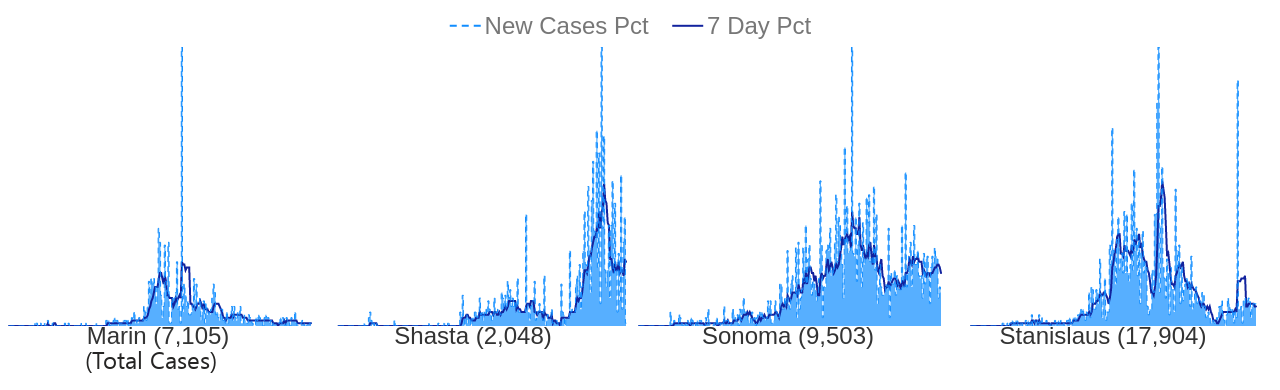 New Cases Pct 7 Day Pct
Marin (7,105) Shasta (2,048) Sonoma (9,503) Stanislaus (17,904)
(Total Cases)